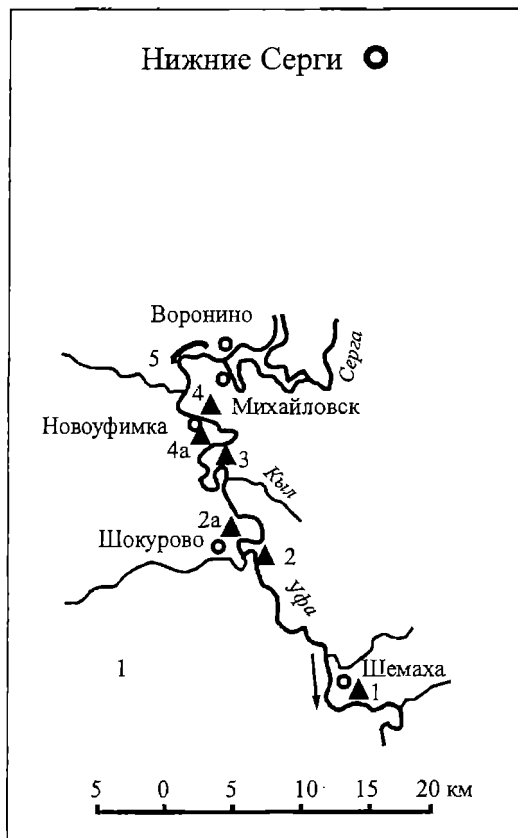 Нижние Серги
Воронино
5
Серга
4
Михайловск
Новоуфимка
4а
3
Кыл
2а
Шокурово
2
Уфа
1
Шемаха
1
5 0 5 10 15 20 км